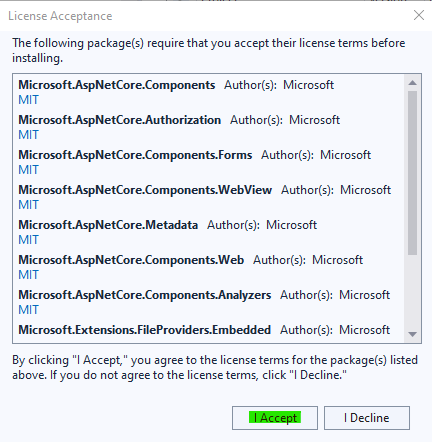 License Acceptance
The following package(s) require that you accept their license terms before
installing.
Microsoft.AspNetCore.Components Author(s): Microsoft
MIT
Microsoft.AspNetCore.Authorization Author(s): Microsoft
MIT
Microsoft.AspNetCore.Components.Forms Author(s): Microsoft
MIT
Microsoft.AspNetCore.Components.WebView Author(s): Microsoft
MIT
Microsoft.AspNetCore.Metadata Author(s): Microsoft
MIT
Microsoft.AspNetCore.Components.Web Author(s): Microsoft
MIT
Microsoft.AspNetCore.Components.Analyzers Author(s): Microsoft
MIT
Microsoft.Extensions.FileProviders.Embedded Author(s): Microsoft
By clicking "I Accept," you agree to the license terms for the package(s) listed
above. If you do not agree to the license terms, click "I Decline."
I Accept
I Decline